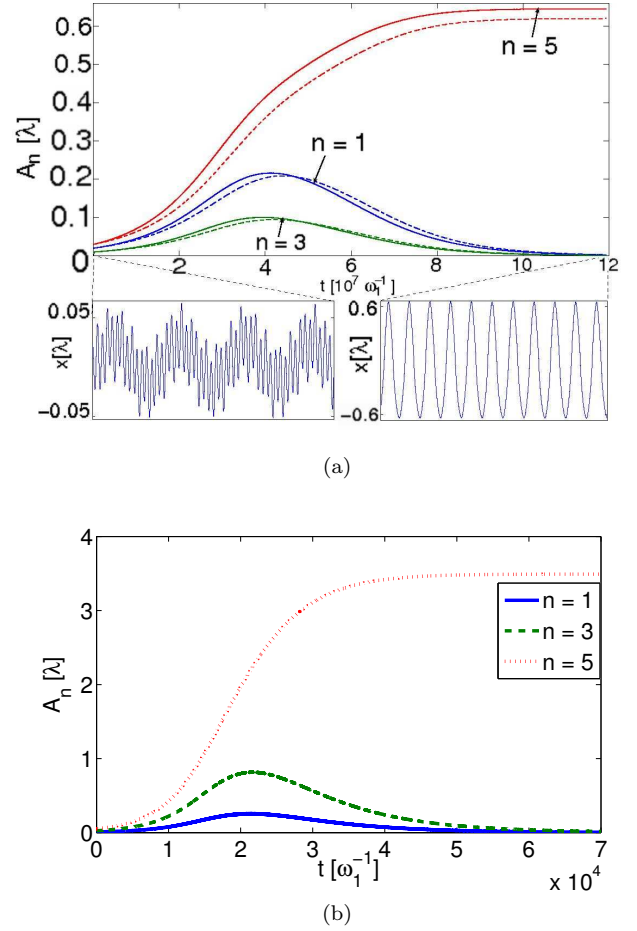 0.6
0.5
0.4
0.3
0.2
0.1
0
A_n [λ]
n = 5
n = 1
n = 3
2 4 6 8 10 12
t [10^7 ω_1^{-1}]
0.05
x[λ]
−0.05
0.6
x[λ]
−0.6
(a)
4
3
2
1
0
A_n [λ]
n = 1
n = 3
n = 5
0 1 2 3 4 5 6 7
t [ω_1^{-1}]
x 10^4
(b)